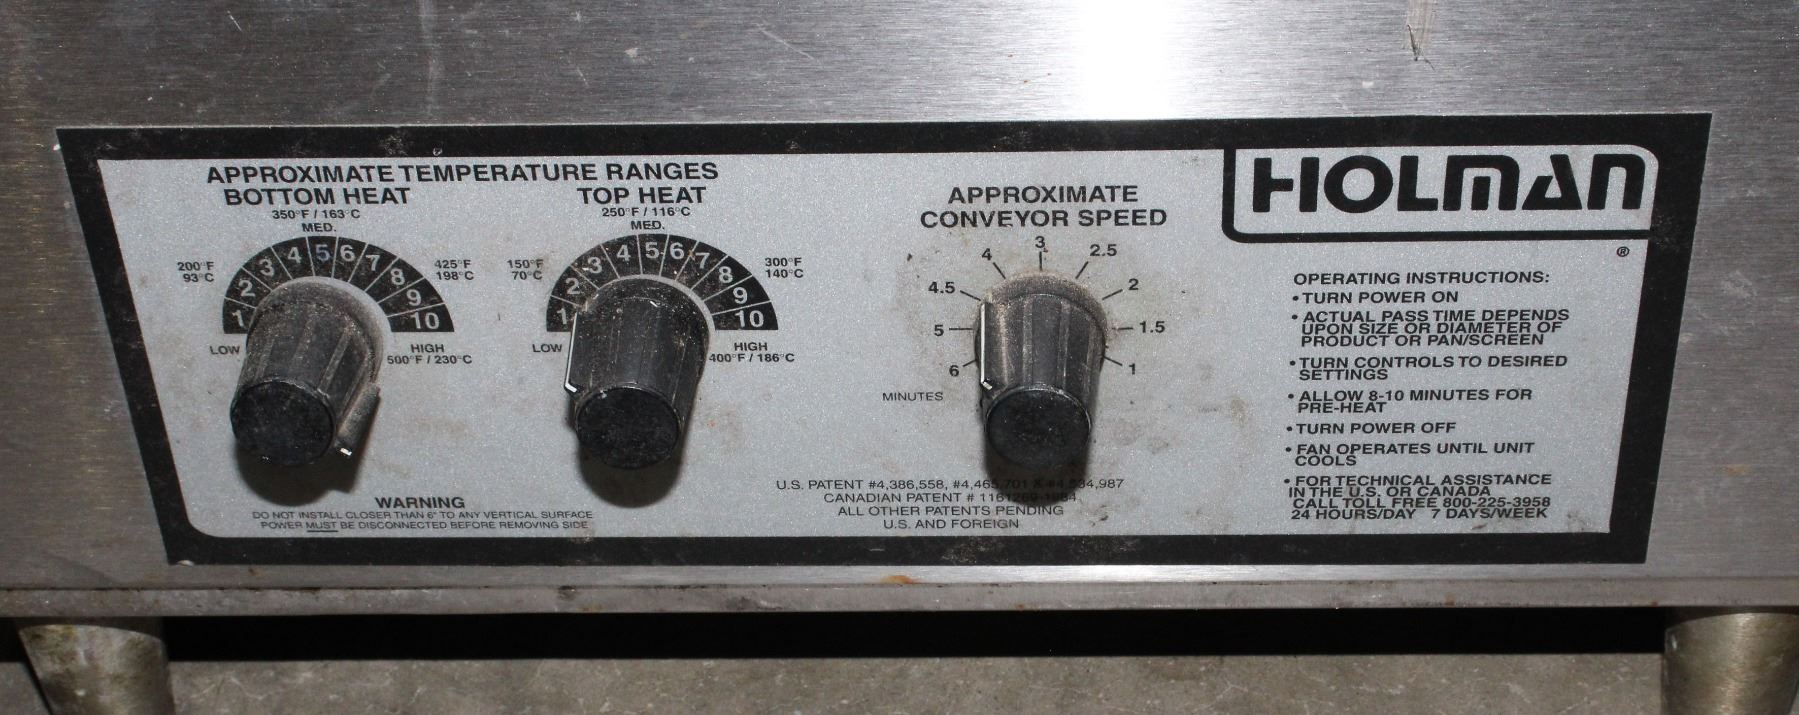 APPROXIMATE TEMPERATURE RANGES
BOTTOM HEAT
350°F / 163°C
MED.
200°F
93°C
425°F
198°C
1 2 3 4 5 6 7 8 9 10
LOW
HIGH
500°F / 230°C
TOP HEAT
250°F / 116°C
MED.
150°F
70°C
300°F
140°C
1 2 3 4 5 6 7 8 9 10
LOW
HIGH
400°F / 186°C
WARNING
DO NOT INSTALL CLOSER THAN 6" TO ANY VERTICAL SURFACE
POWER MUST BE DISCONNECTED BEFORE REMOVING SIDE
APPROXIMATE
CONVEYOR SPEED
6 5 4.5 4 3 2.5 2 1.5 1
MINUTES
U.S. PATENT #4,386,558, #4,465,701 & #4,534,987
CANADIAN PATENT # 1161269-1984
ALL OTHER PATENTS PENDING
U.S. AND FOREIGN
HOLMAN
®
OPERATING INSTRUCTIONS:
• TURN POWER ON
• ACTUAL PASS TIME DEPENDS
UPON SIZE OR DIAMETER OF
PRODUCT OR PAN/SCREEN
• TURN CONTROLS TO DESIRED
SETTINGS
• ALLOW 8-10 MINUTES FOR
PRE-HEAT
• TURN POWER OFF
• FAN OPERATES UNTIL UNIT
COOLS
• FOR TECHNICAL ASSISTANCE
IN THE U.S. OR CANADA
CALL TOLL FREE 800-225-3958
24 HOURS/DAY 7 DAYS/WEEK